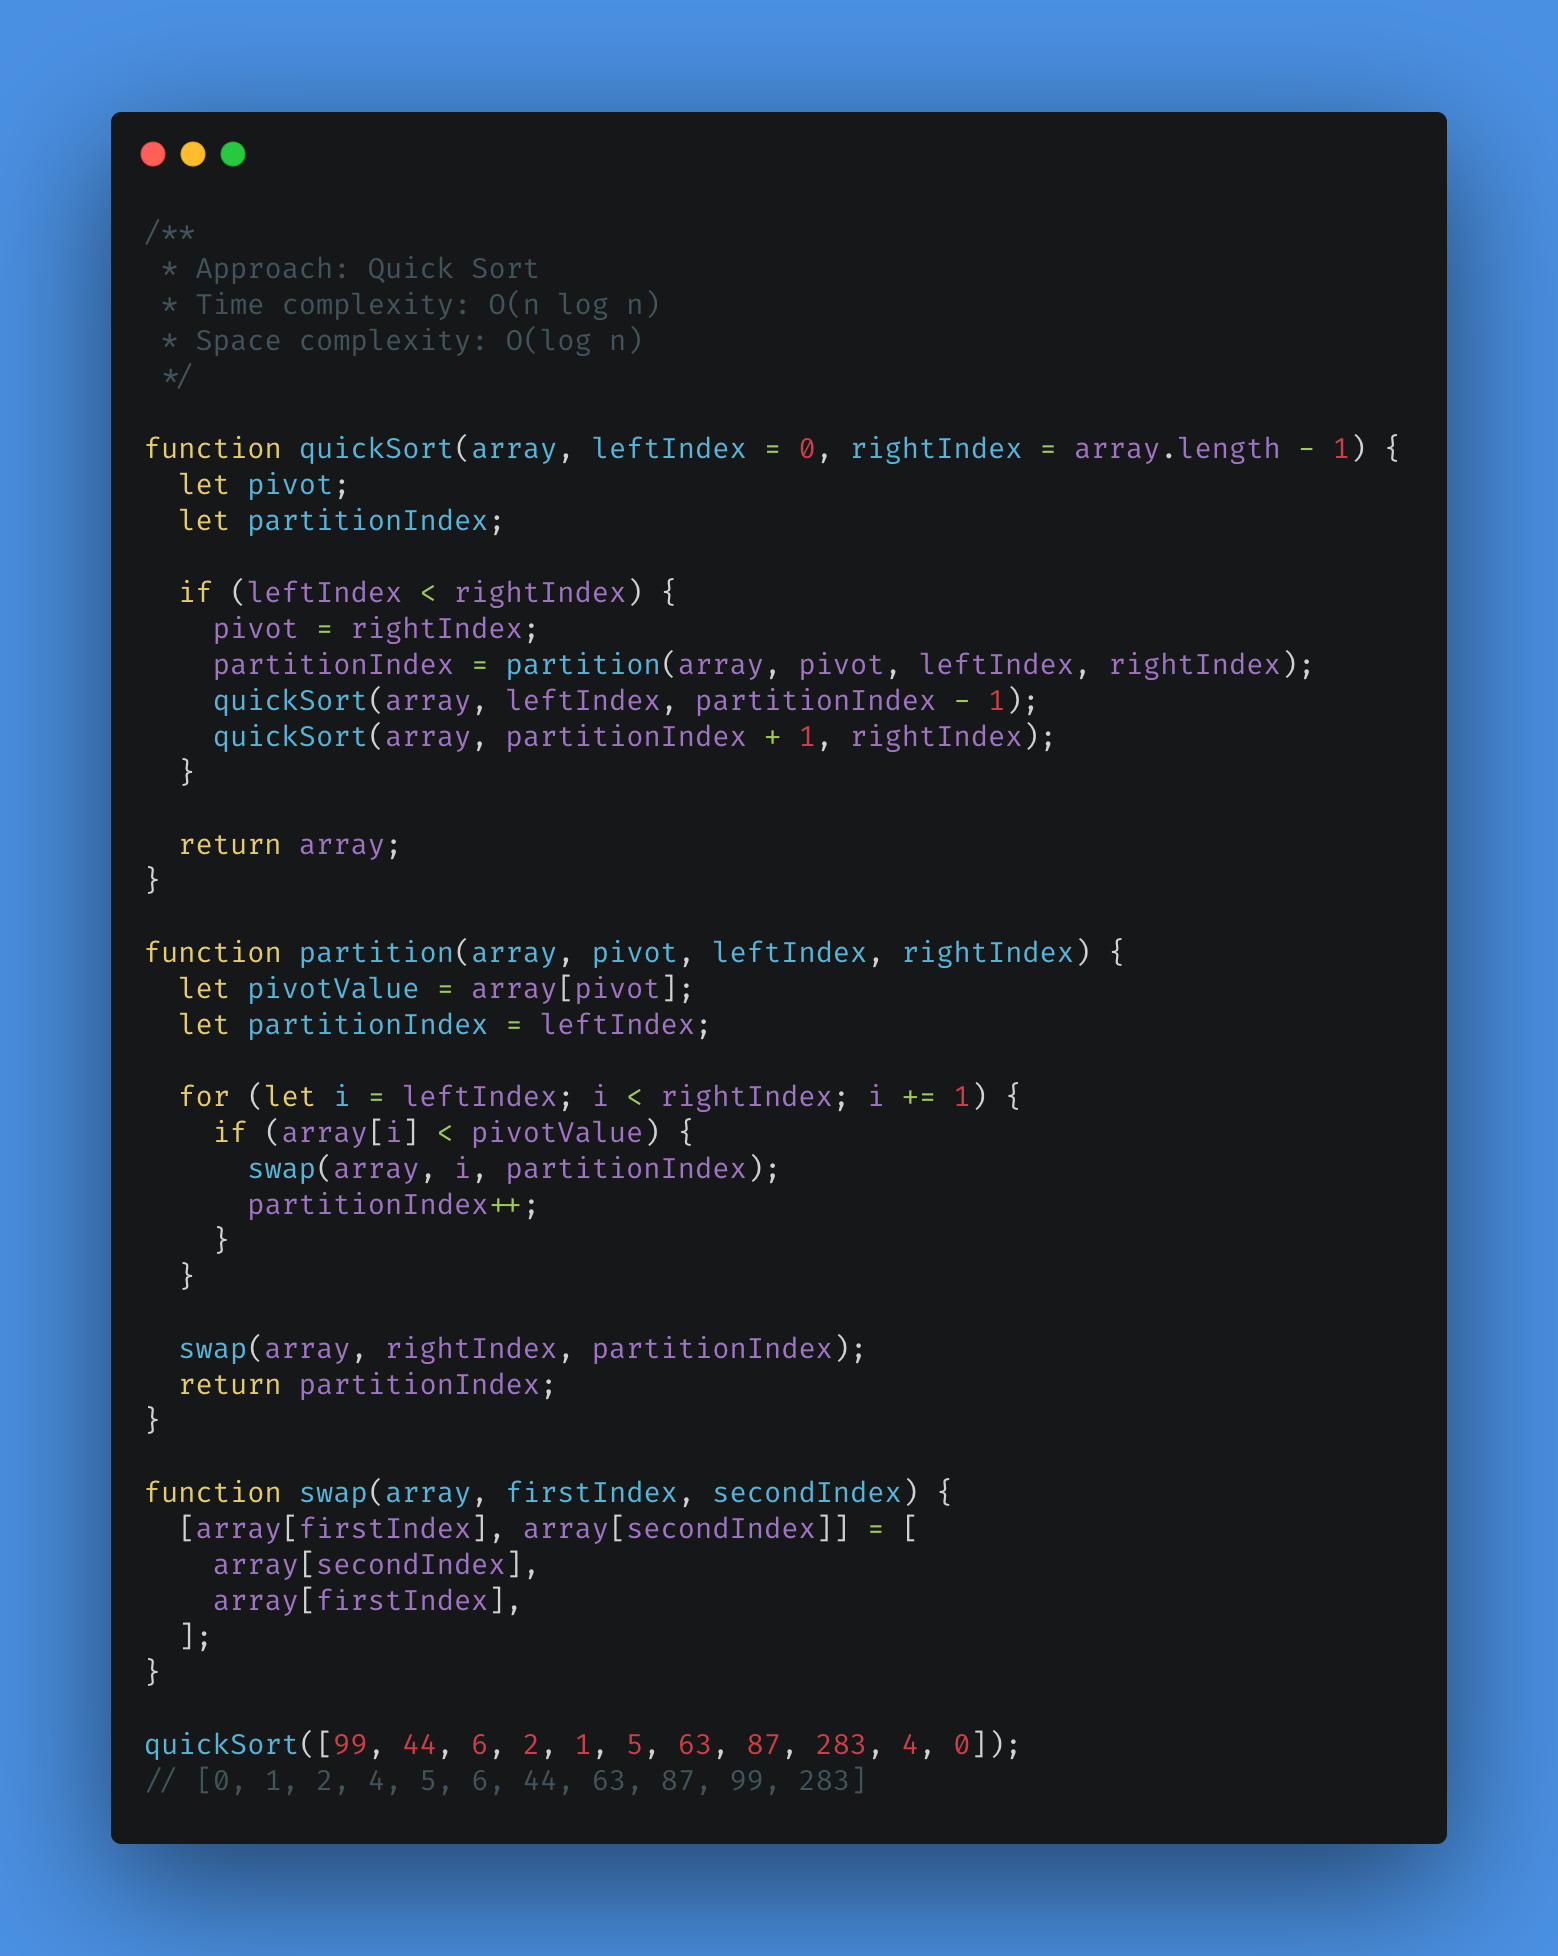 /**
 * Approach: Quick Sort
 * Time complexity: O(n log n)
 * Space complexity: O(log n)
 */

function quickSort(array, leftIndex = 0, rightIndex = array.length - 1) {
  let pivot;
  let partitionIndex;

  if (leftIndex < rightIndex) {
    pivot = rightIndex;
    partitionIndex = partition(array, pivot, leftIndex, rightIndex);
    quickSort(array, leftIndex, partitionIndex - 1);
    quickSort(array, partitionIndex + 1, rightIndex);
  }

  return array;
}

function partition(array, pivot, leftIndex, rightIndex) {
  let pivotValue = array[pivot];
  let partitionIndex = leftIndex;

  for (let i = leftIndex; i < rightIndex; i += 1) {
    if (array[i] < pivotValue) {
      swap(array, i, partitionIndex);
      partitionIndex++;
    }
  }

  swap(array, rightIndex, partitionIndex);
  return partitionIndex;
}

function swap(array, firstIndex, secondIndex) {
  [array[firstIndex], array[secondIndex]] = [
    array[secondIndex],
    array[firstIndex],
  ];
}

quickSort([99, 44, 6, 2, 1, 5, 63, 87, 283, 4, 0]);
// [0, 1, 2, 4, 5, 6, 44, 63, 87, 99, 283]